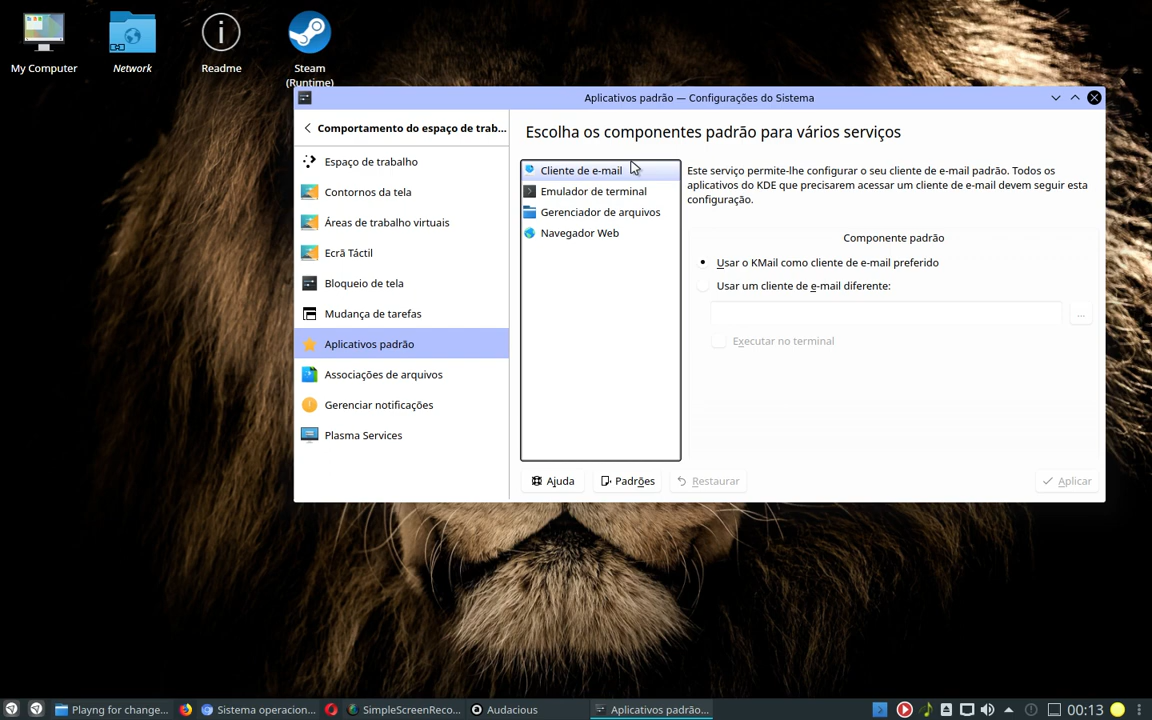 My Computer
Network
Readme
Steam
(Runtime)
Aplicativos padrão — Configurações do Sistema
Comportamento do espaço de trab...
Espaço de trabalho
Contornos da tela
Áreas de trabalho virtuais
Ecrã Táctil
Bloqueio de tela
Mudança de tarefas
Aplicativos padrão
Associações de arquivos
Gerenciar notificações
Plasma Services
Escolha os componentes padrão para vários serviços
Cliente de e-mail
Emulador de terminal
Gerenciador de arquivos
Navegador Web
Este serviço permite-lhe configurar o seu cliente de e-mail padrão. Todos os
aplicativos do KDE que precisarem acessar um cliente de e-mail devem seguir esta
configuração.
Componente padrão
Usar o KMail como cliente de e-mail preferido
Usar um cliente de e-mail diferente:
...
Executar no terminal
Ajuda
Padrões
Restaurar
Aplicar
Playng for change...
Sistema operacion...
SimpleScreenReco...
Audacious
Aplicativos padrão...
00:13